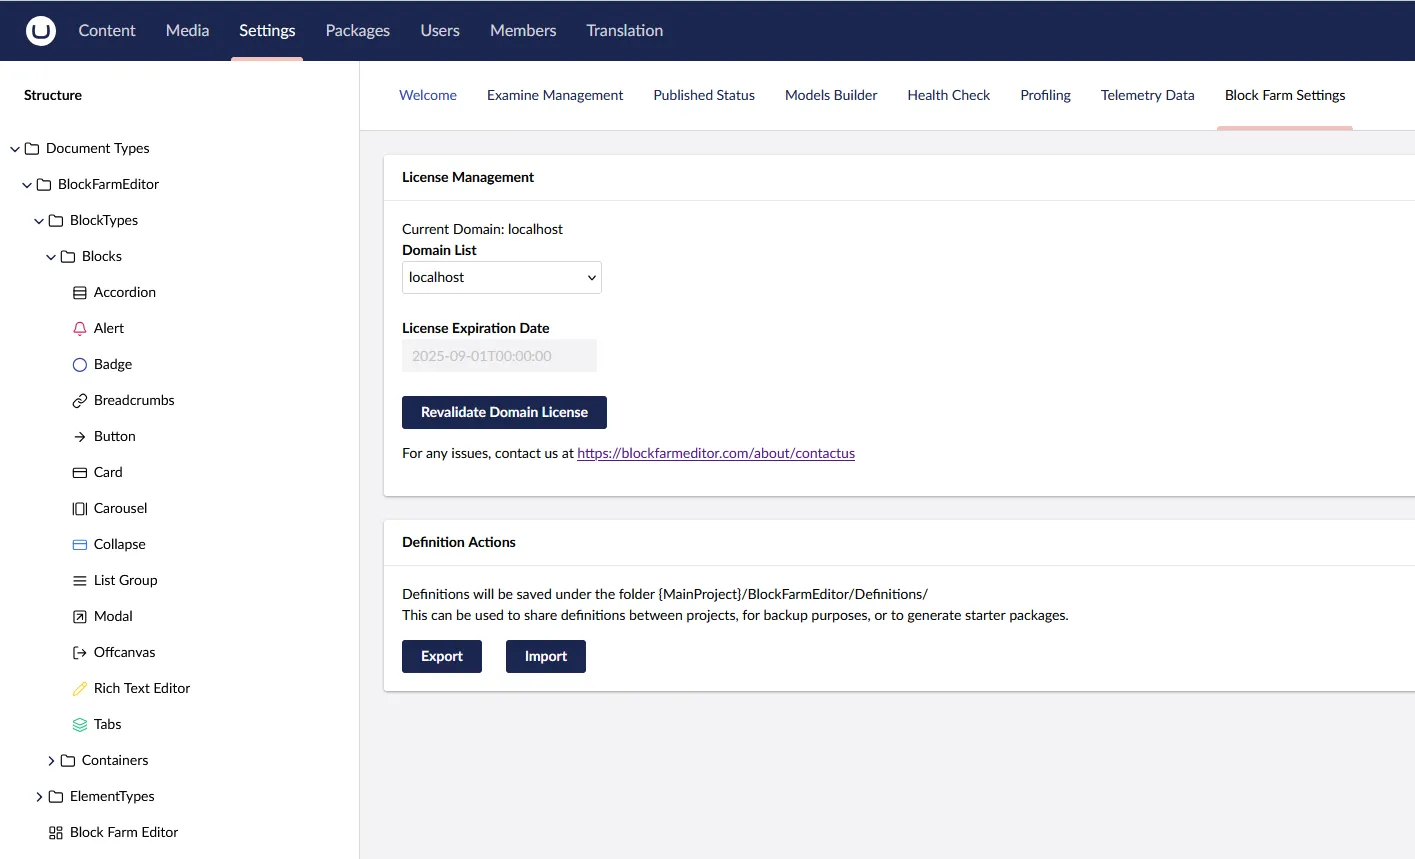 Content Media Settings Packages Users Members Translation
Structure
Document Types
BlockFarmEditor
BlockTypes
Blocks
Accordion
Alert
Badge
Breadcrumbs
Button
Card
Carousel
Collapse
List Group
Modal
Offcanvas
Rich Text Editor
Tabs
Containers
ElementTypes
Block Farm Editor
Welcome Examine Management Published Status Models Builder Health Check Profiling Telemetry Data Block Farm Settings
License Management
Current Domain: localhost
Domain List
localhost
License Expiration Date
2025-09-01T00:00:00
Revalidate Domain License
For any issues, contact us at https://blockfarmeditor.com/about/contactus
Definition Actions
Definitions will be saved under the folder {MainProject}/BlockFarmEditor/Definitions/
This can be used to share definitions between projects, for backup purposes, or to generate starter packages.
Export Import